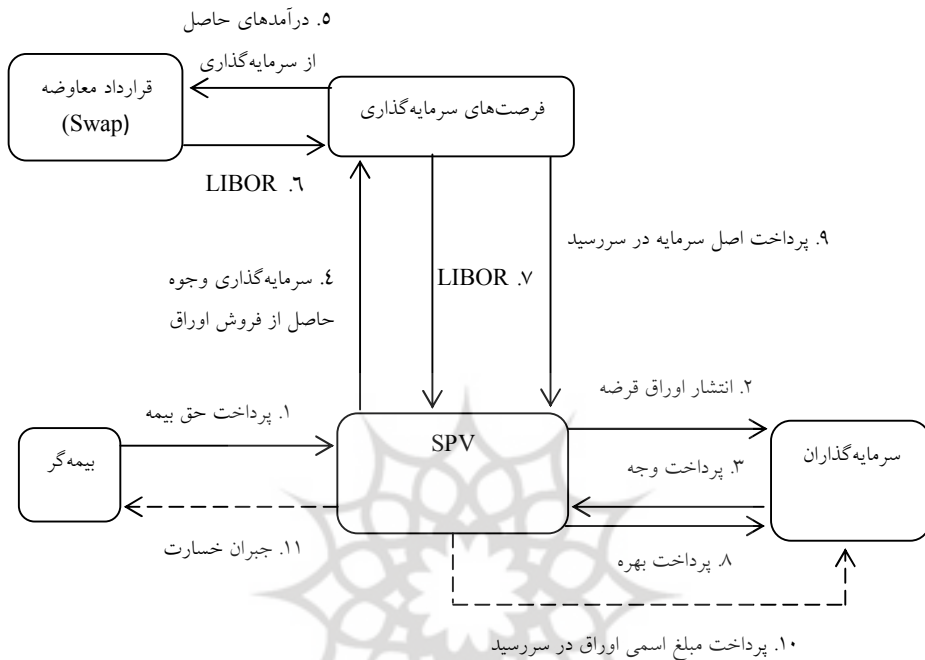 ۵. درآمدهای حاصل
از سرمایه‌گذاری
قرارداد معاوضه
(Swap)
فرصت‌های سرمایه‌گذاری
۶. LIBOR
۹. پرداخت اصل سرمایه در سررسید
۴. سرمایه‌گذاری وجوه
حاصل از فروش اوراق
۷. LIBOR
۲. انتشار اوراق قرضه
۱. پرداخت حق بیمه
SPV
بیمه‌گر
سرمایه‌گذاران
۳. پرداخت وجه
۱۱. جبران خسارت
۸. پرداخت بهره
۱۰. پرداخت مبلغ اسمی اوراق در سررسید